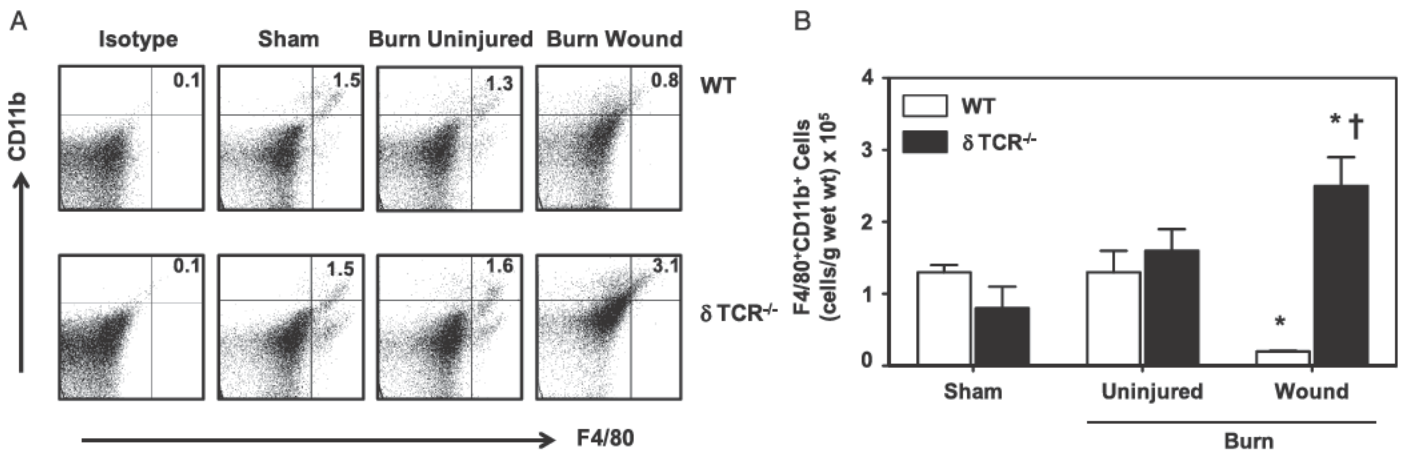 A
Isotype
Sham
Burn Uninjured
Burn Wound
CD11b
0.1
1.5
1.3
0.8
WT
0.1
1.5
1.6
3.1
δ TCR⁻/⁻
F4/80
B
F4/80⁺CD11b⁺ Cells
(cells/g wet wt) x 10⁵
4
3
2
1
0
WT
δ TCR⁻/⁻
* †
*
Sham
Uninjured
Wound
Burn